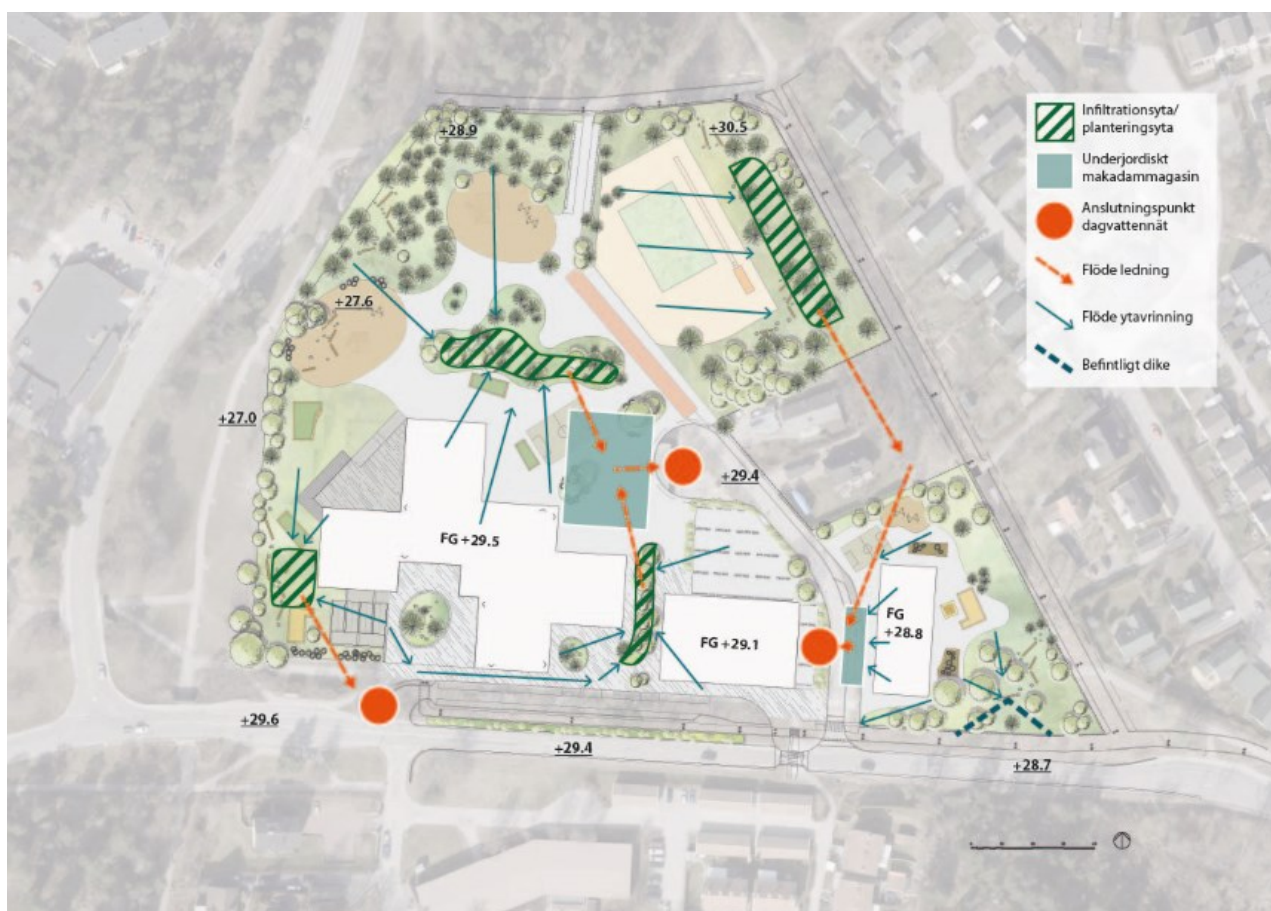 +28.9
+30.5
+27.6
+27.0
+29.4
FG +29.5
FG +29.1
FG
+28.8
+29.6
+29.4
+28.7
Infiltrationsyta/
planteringsyta
Underjordiskt
makadammagasin
Anslutningspunkt
dagvattennät
Flöde ledning
Flöde ytavrinning
Befintligt dike